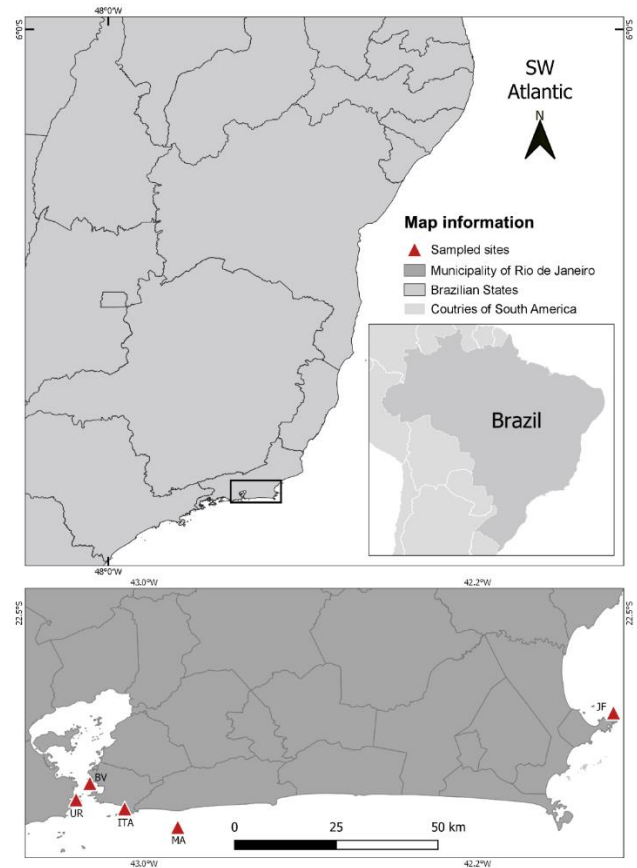 48°0'W
6°0'S
6°0'S
SW
Atlantic
N
Map information
Sampled sites
Municipality of Rio de Janeiro
Brazilian States
Coutries of South America
Brazil
48°0'W
43.0°W
42.2°W
22.5°S
22.5°S
JF
BV
UR
ITA
MA
0
25
50 km
43.0°W
42.2°W